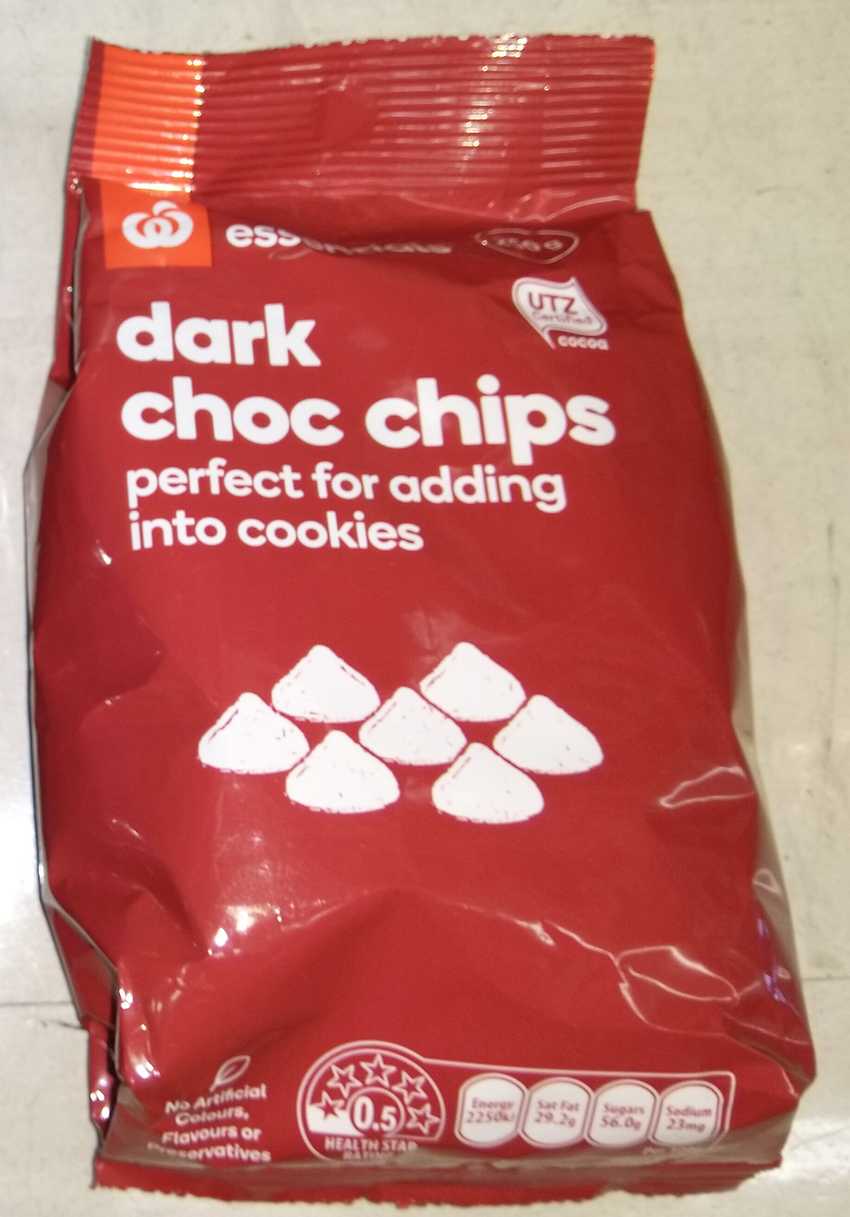 essentials
UTZ
Certified
cocoa
dark
choc chips
perfect for adding
into cookies
No Artificial
Colours,
Flavours or
Preservatives
0.5
HEALTH STAR
RATING
Energy
2250kJ
Sat Fat
29.2g
Sugars
56.0g
Sodium
23mg